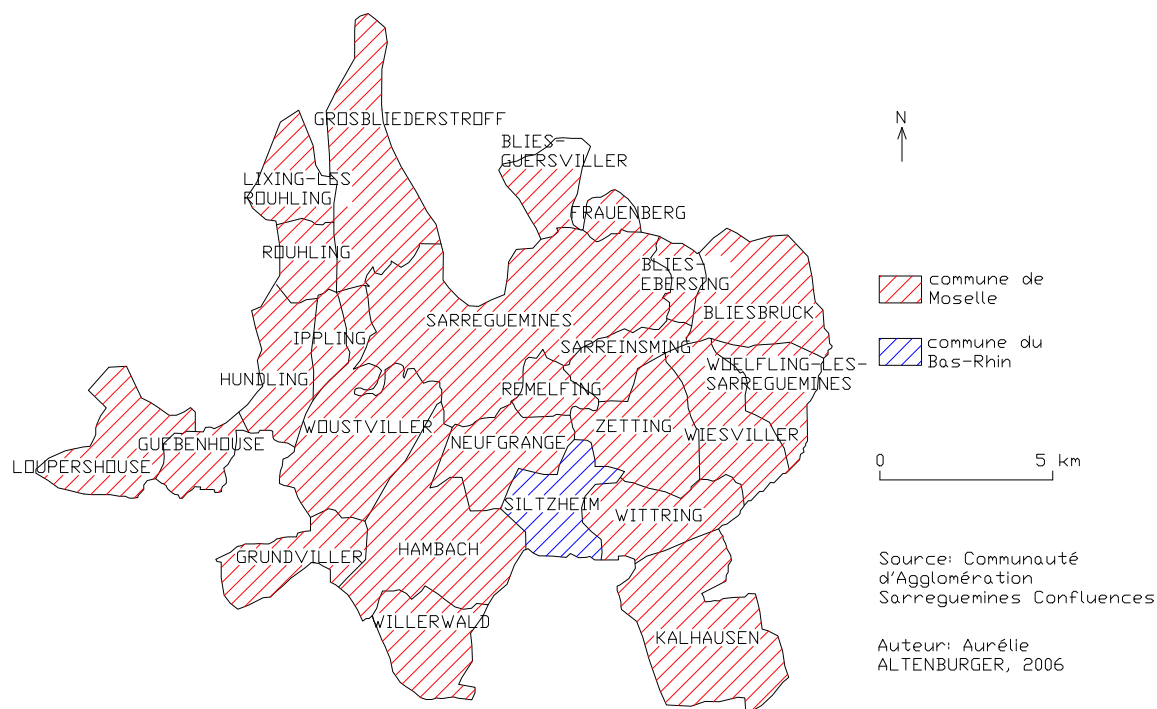 GROSBLIEDERSTROFF
N
BLIES-
GUERSVILLER
LIXING-LES
ROUHLING
FRAUENBERG
ROUHLING
BLIES-
EBERSING
commune de
Moselle
BLIESBRUCK
SARREGUEMINES
IPPLING
SARREINSMING
commune du
Bas-Rhin
WOELFLING-LES-
SARREGUEMINES
HUNDLING
REMELFING
WOUSTVILLER
ZETTING
WIESVILLER
GUEBENHOUSE
NEUFGRANGE
LOUPERSHOUSE
0 5 km
SILTZHEIM
WITTRING
GRUNDVILLER
HAMBACH
Source: Communauté
d'Agglomération
Sarreguemines Confluences
WILLERWALD
KALHAUSEN
Auteur: Aurélie
ALTENBURGER, 2006